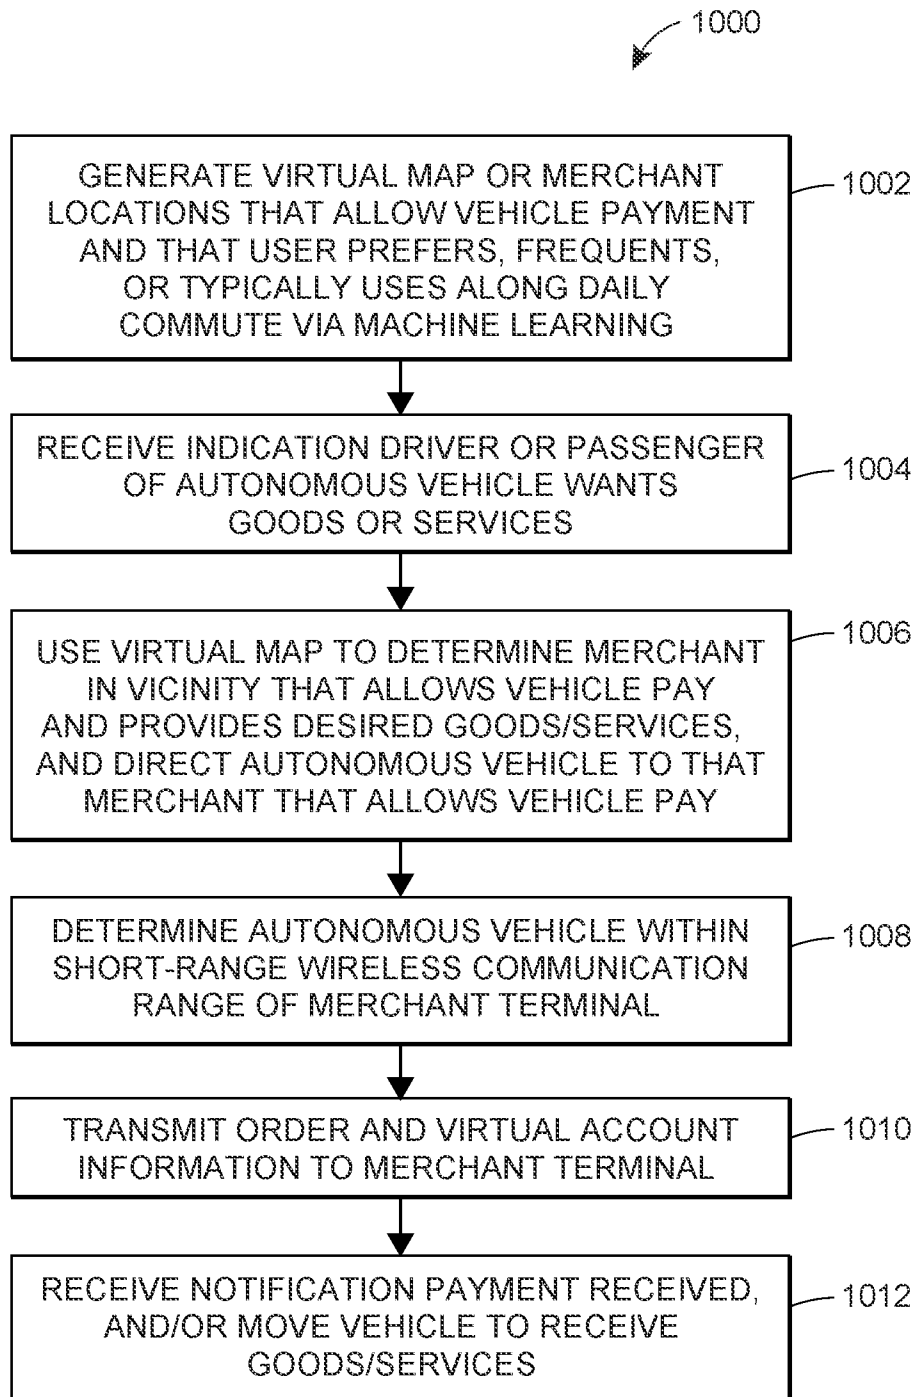 1000
GENERATE VIRTUAL MAP OR MERCHANT
LOCATIONS THAT ALLOW VEHICLE PAYMENT
AND THAT USER PREFERS, FREQUENTS,
OR TYPICALLY USES ALONG DAILY
COMMUTE VIA MACHINE LEARNING
1002
RECEIVE INDICATION DRIVER OR PASSENGER
OF AUTONOMOUS VEHICLE WANTS
GOODS OR SERVICES
1004
USE VIRTUAL MAP TO DETERMINE MERCHANT
IN VICINITY THAT ALLOWS VEHICLE PAY
AND PROVIDES DESIRED GOODS/SERVICES,
AND DIRECT AUTONOMOUS VEHICLE TO THAT
MERCHANT THAT ALLOWS VEHICLE PAY
1006
DETERMINE AUTONOMOUS VEHICLE WITHIN
SHORT-RANGE WIRELESS COMMUNICATION
RANGE OF MERCHANT TERMINAL
1008
TRANSMIT ORDER AND VIRTUAL ACCOUNT
INFORMATION TO MERCHANT TERMINAL
1010
RECEIVE NOTIFICATION PAYMENT RECEIVED,
AND/OR MOVE VEHICLE TO RECEIVE
GOODS/SERVICES
1012